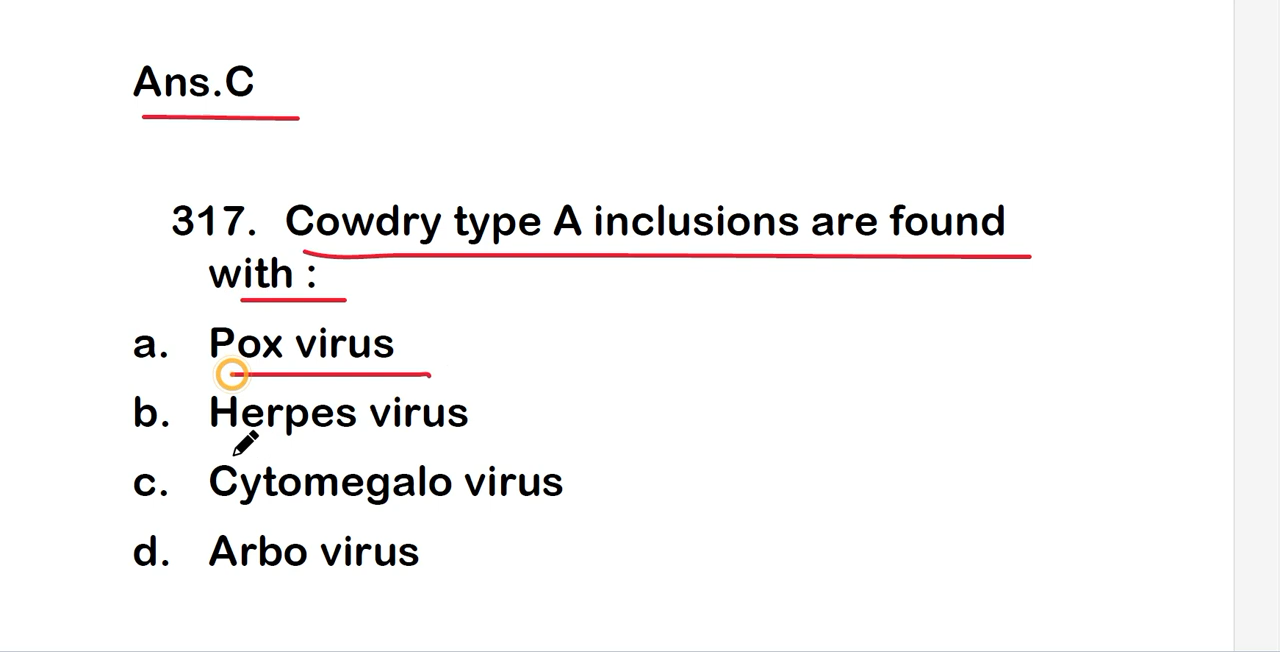 Ans.C
317. Cowdry type A inclusions are found
with :
a. Pox virus
b. Herpes virus
c. Cytomegalo virus
d. Arbo virus